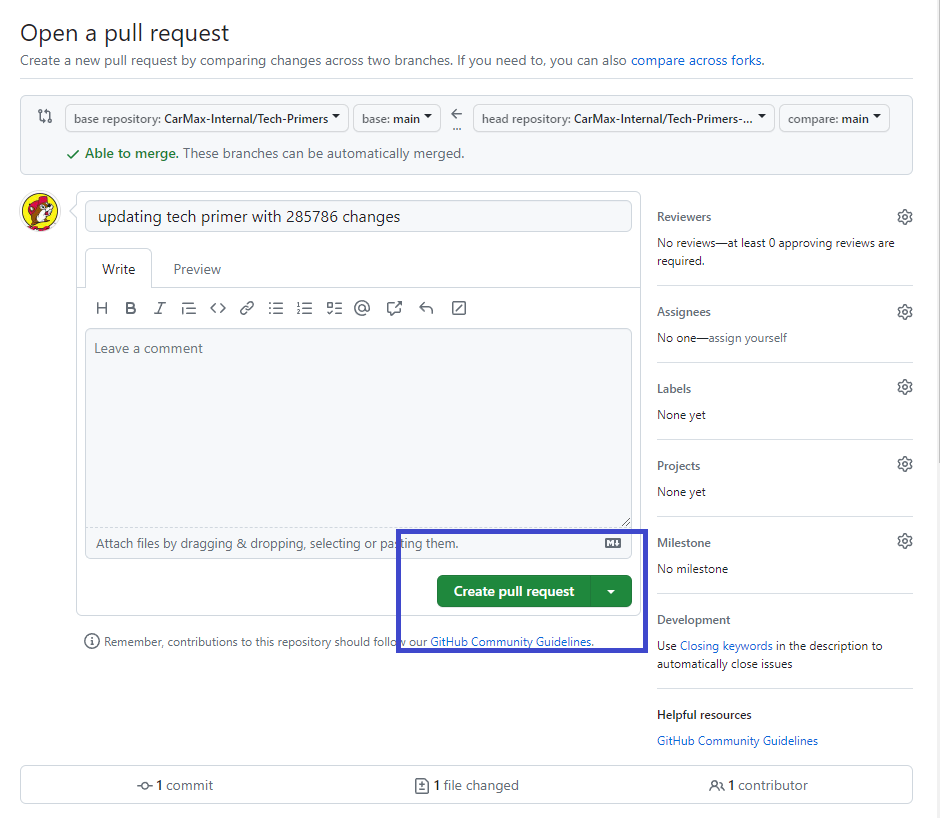 Open a pull request
Create a new pull request by comparing changes across two branches. If you need to, you can also compare across forks.
base repository: CarMax-Internal/Tech-Primers base: main head repository: CarMax-Internal/Tech-Primers-... compare: main
Able to merge. These branches can be automatically merged.
updating tech primer with 285786 changes
Write Preview
Leave a comment
Attach files by dragging & dropping, selecting or pasting them.
Create pull request
Remember, contributions to this repository should follow our GitHub Community Guidelines.
Reviewers
No reviews—at least 0 approving reviews are
required.
Assignees
No one—assign yourself
Labels
None yet
Projects
None yet
Milestone
No milestone
Development
Use Closing keywords in the description to
automatically close issues
Helpful resources
GitHub Community Guidelines
1 commit 1 file changed 1 contributor